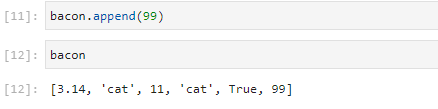 [11]: bacon.append(99)
[12]: bacon
[12]: [3.14, 'cat', 11, 'cat', True, 99]